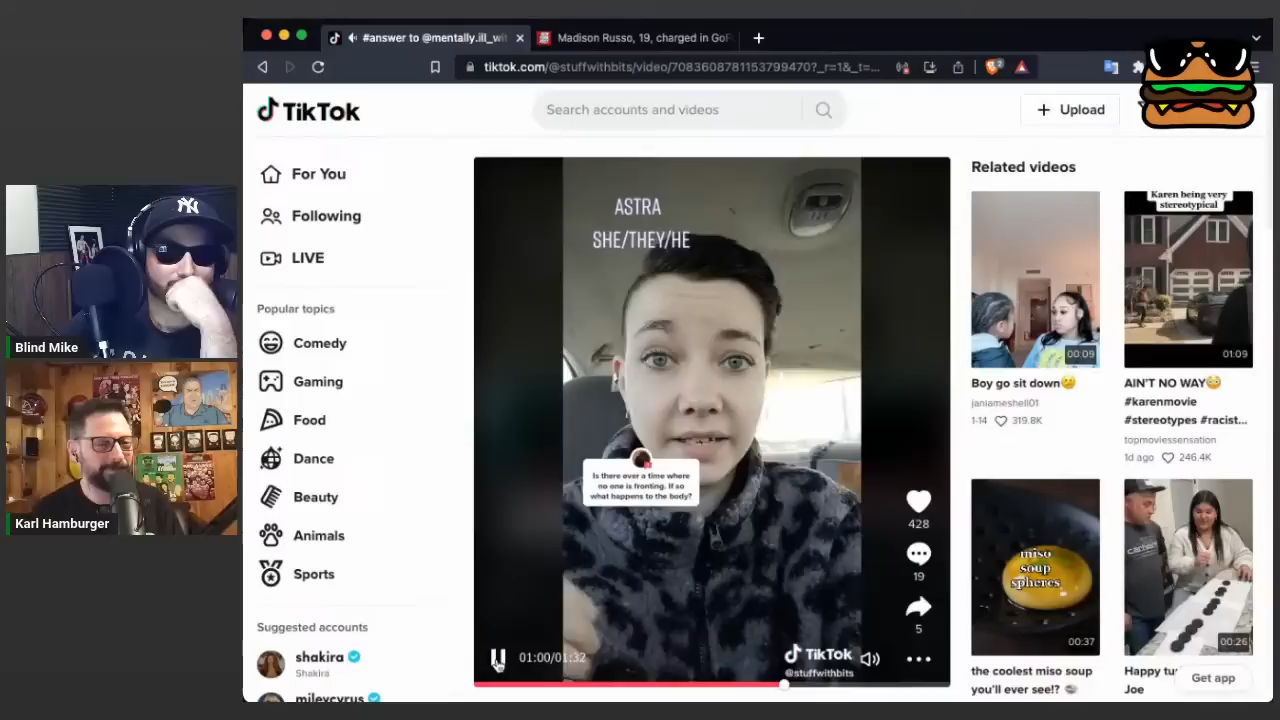 #answer to @mentally.ill_wit
Madison Russo, 19, charged in GoF
tiktok.com/@stuffwithbits/video/7083608781153799470?_r=1&_t=...
TikTok
Search accounts and videos
Upload
For You
Following
LIVE
Popular topics
Comedy
Gaming
Food
Dance
Beauty
Animals
Sports
Suggested accounts
shakira
Shakira
mileycyrus
Blind Mike
Karl Hamburger
ASTRA
SHE/THEY/HE
Is there ever a time where
no one is fronting. If so
what happens to the body?
428
19
5
01:00/01:32
TikTok
@stuffwithbits
Related videos
00:09
Boy go sit down🤨
janiameshell01
1-14 319.8K
Karen being very
stereotypical
01:09
AIN'T NO WAY😳
#karenmovie
#stereotypes #racist...
topmoviessensation
1d ago 246.4K
miso
soup
spheres
00:37
the coolest miso soup
you'll ever see!? 🍜
00:26
Happy tu
Joe
Get app